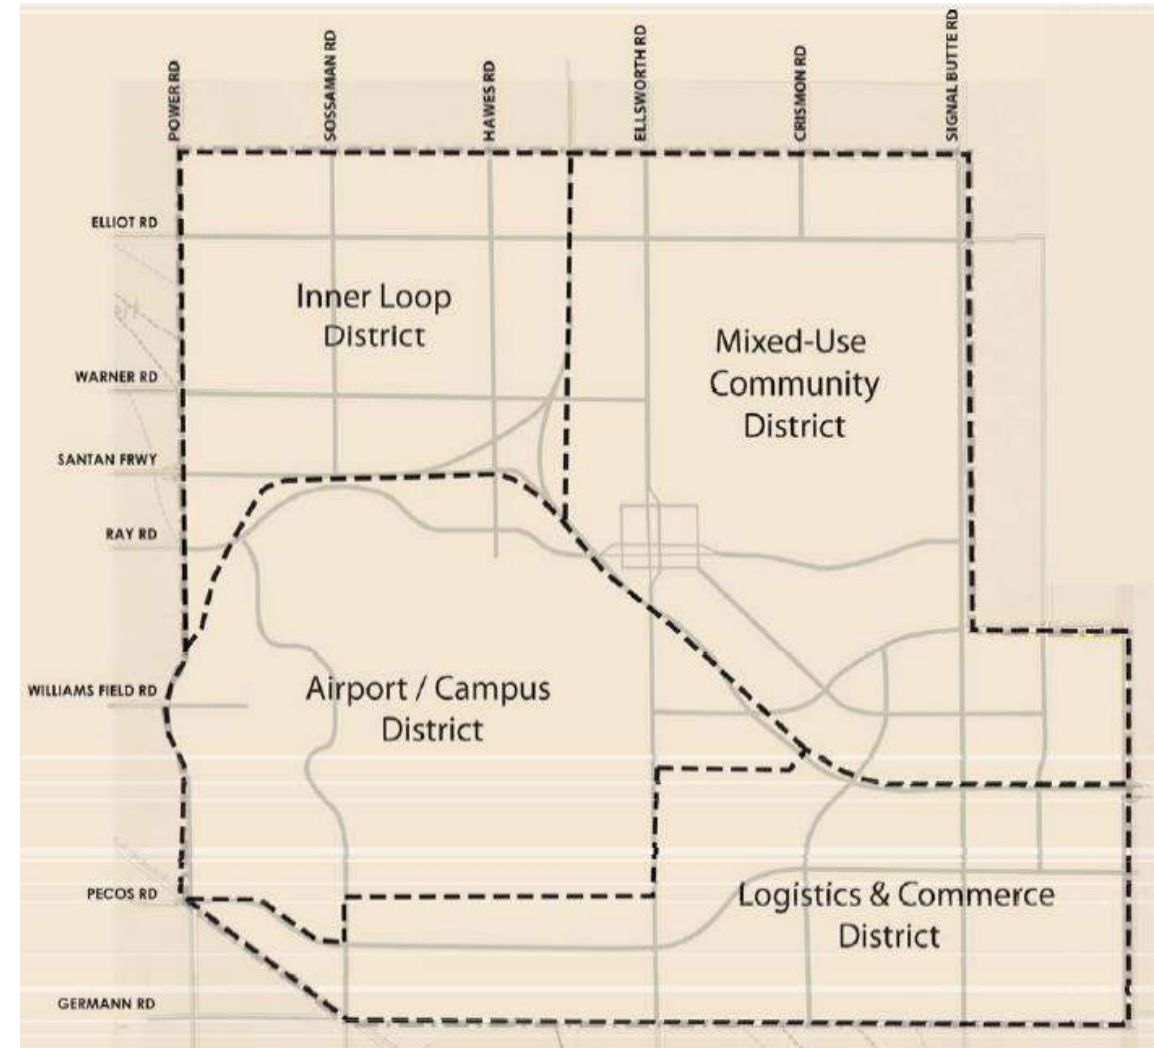 POWER RD
SOSSAMAN RD
HAWES RD
ELLSWORTH RD
CRISMON RD
SIGNAL BUTTE RD
ELLIOT RD
Inner Loop
District
Mixed-Use
Community
District
WARNER RD
SANTAN FRWY
RAY RD
WILLIAMS FIELD RD
Airport / Campus
District
PECOS RD
Logistics & Commerce
District
GERMANN RD